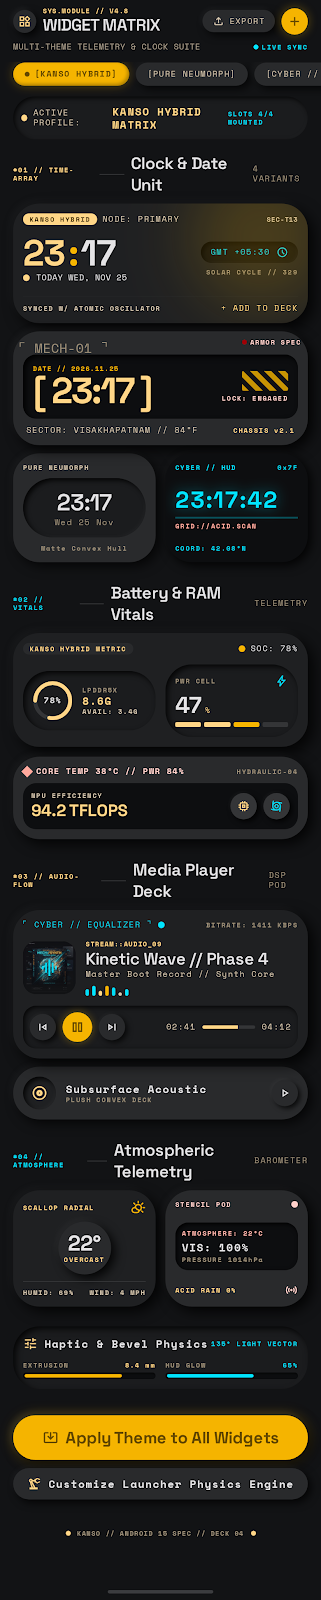 SYS.MODULE // V4.8
WIDGET MATRIX
EXPORT
MULTI-THEME TELEMETRY & CLOCK SUITE
LIVE SYNC
[KANSO HYBRID]
[PURE NEUMORPH]
[CYBER //
ACTIVE PROFILE:
KANSO HYBRID MATRIX
SLOTS 4/4 MOUNTED
01 // TIME-ARRAY
Clock & Date Unit
4 VARIANTS
KANSO HYBRID
NODE: PRIMARY
SEC-T13
23:17
GMT +05:30
TODAY WED, NOV 25
SOLAR CYCLE // 329
SYNCED W/ ATOMIC OSCILLATOR
+ ADD TO DECK
MECH-01
ARMOR SPEC
DATE // 2026.11.25
[23:17]
LOCK: ENGAGED
SECTOR: VISAKHAPATNAM // 84°F
CHASSIS v2.1
PURE NEUMORPH
23:17
Wed 25 Nov
Matte Convex Hull
CYBER // HUD
0x7F
23:17:42
GRID://ACID.SCAN
COORD: 42.08°N
02 // VITALS
Battery & RAM Vitals
TELEMETRY
KANSO HYBRID METRIC
SOC: 78%
78%
LPDDR5X
8.6G
AVAIL: 3.4G
PWR CELL
47%
CORE TEMP 38°C // PWR 84%
HYDRAULIC-04
NPU EFFICIENCY
94.2 TFLOPS
03 // AUDIO-FLOW
Media Player Deck
DSP POD
CYBER // EQUALIZER
BITRATE: 1411 KBPS
STREAM::AUDIO_09
Kinetic Wave // Phase 4
Master Boot Record // Synth Core
02:41
04:12
Subsurface Acoustic
PLUSH CONVEX DECK
04 // ATMOSPHERE
Atmospheric Telemetry
BAROMETER
SCALLOP RADIAL
22°
OVERCAST
HUMID: 69%
WIND: 4 MPH
STENCIL POD
ATMOSPHERE: 22°C
VIS: 100%
PRESSURE 1014hPa
ACID RAIN 0%
Haptic & Bevel Physics
135° LIGHT VECTOR
EXTRUSION
8.4 mm
HUD GLOW
65%
Apply Theme to All Widgets
Customize Launcher Physics Engine
KANSO // ANDROID 15 SPEC // DECK 04